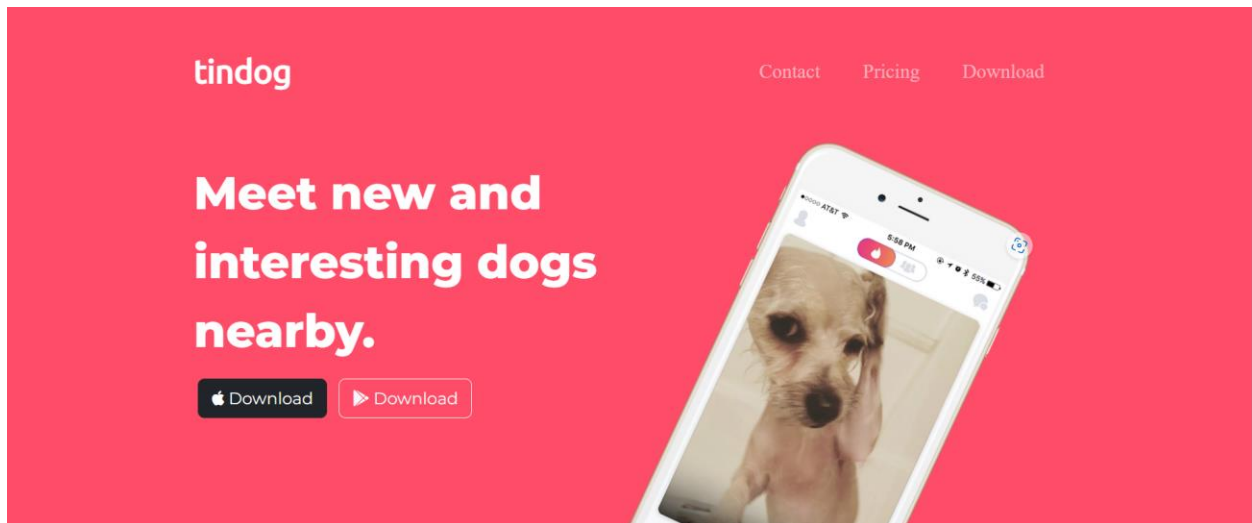 tindog
Contact Pricing Download
Meet new and
interesting dogs
nearby.
Download Download
AT&T
5:58 PM
55%